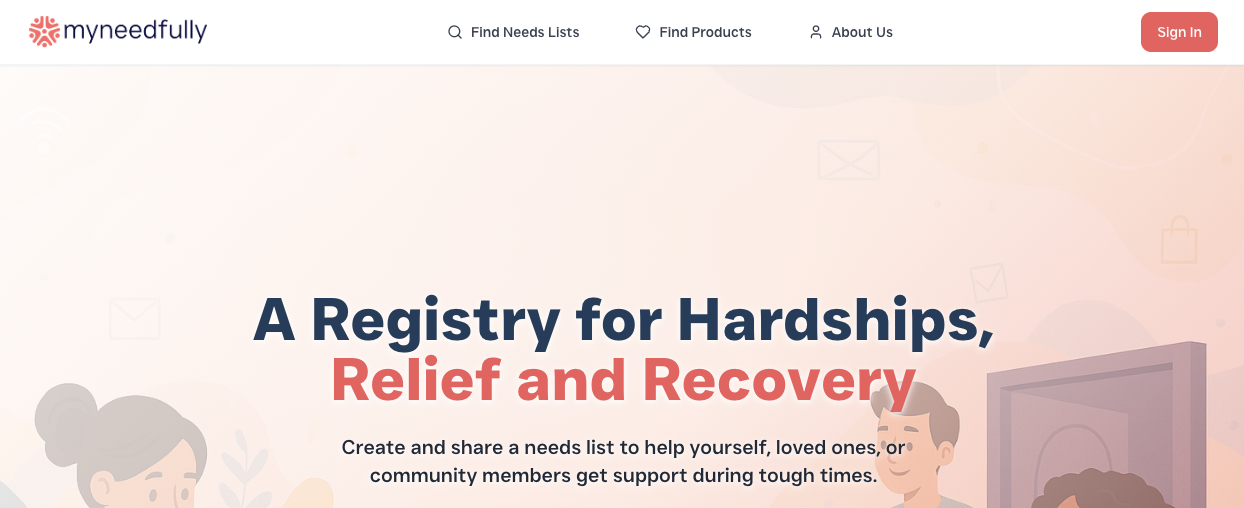 myneedfully
Find Needs Lists
Find Products
About Us
Sign In
A Registry for Hardships,
Relief and Recovery
Create and share a needs list to help yourself, loved ones, or
community members get support during tough times.